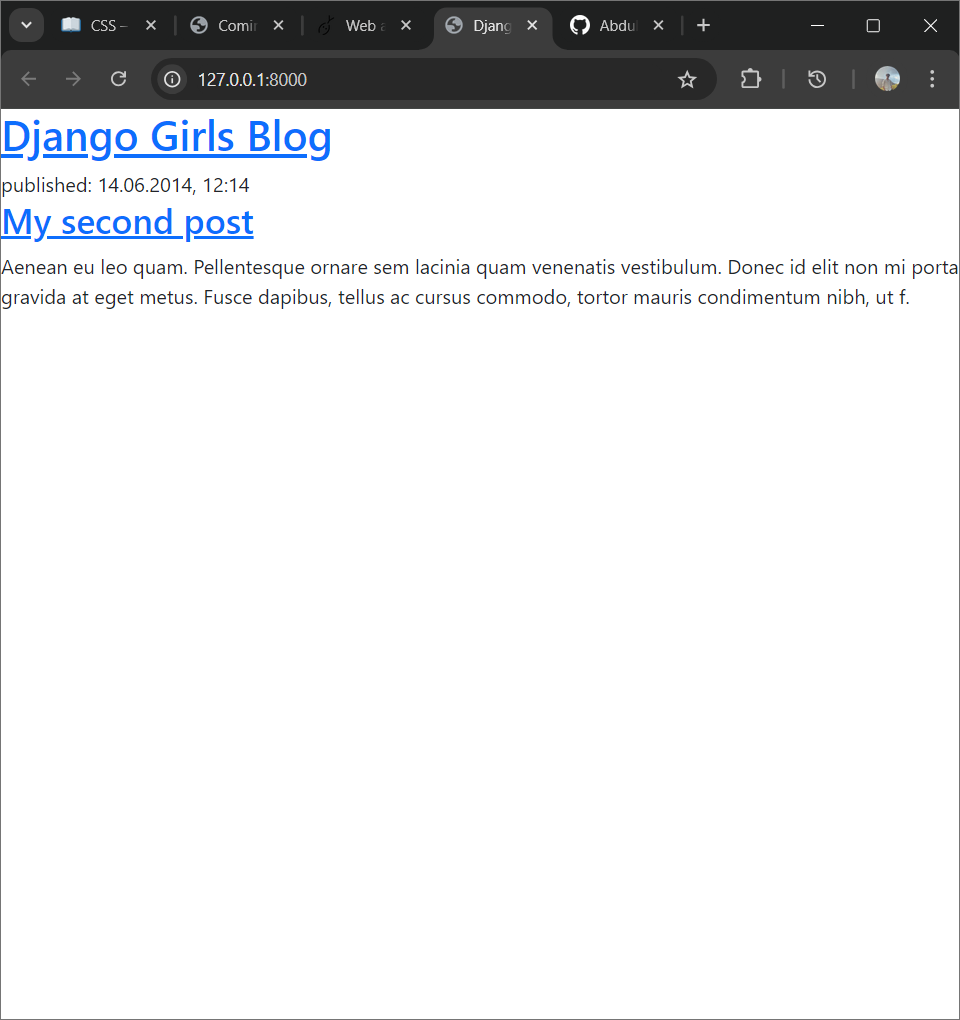 CSS –
Comin
Web a
Djang
Abdul
127.0.0.1:8000
Django Girls Blog
published: 14.06.2014, 12:14
My second post
Aenean eu leo quam. Pellentesque ornare sem lacinia quam venenatis vestibulum. Donec id elit non mi porta
gravida at eget metus. Fusce dapibus, tellus ac cursus commodo, tortor mauris condimentum nibh, ut f.